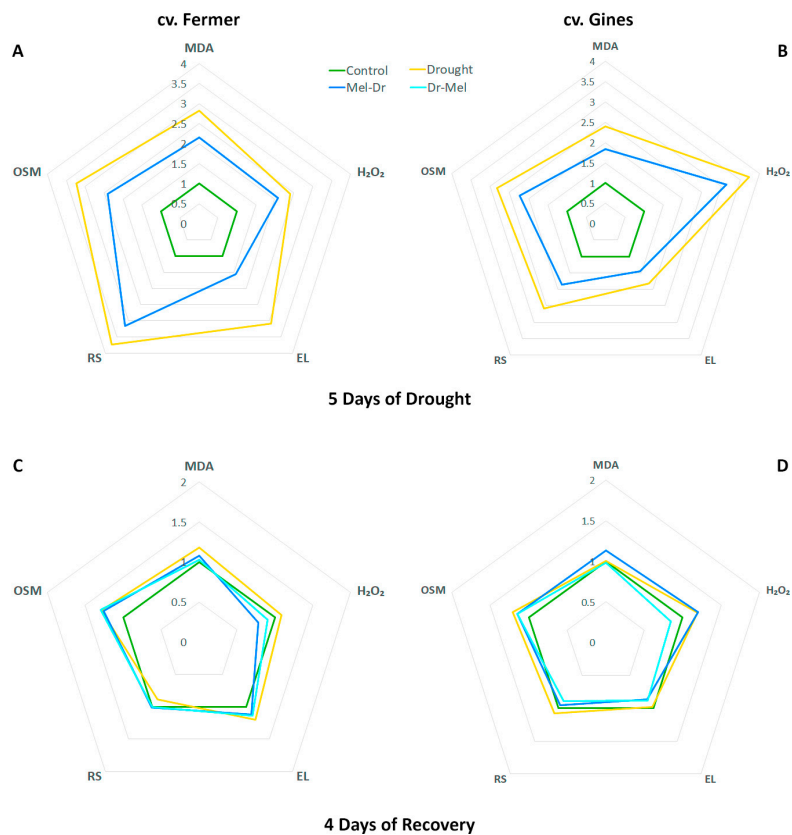 cv. Fermer
cv. Gines
A
MDA
Control
Drought
Mel-Dr
Dr-Mel
MDA
B
4
3.5
3
2.5
2
1.5
1
0.5
0
H₂O₂
EL
RS
OSM
4
3.5
3
2.5
2
1.5
1
0.5
0
H₂O₂
EL
RS
OSM
5 Days of Drought
C
MDA
2
1.5
1
0.5
0
H₂O₂
EL
RS
OSM
D
MDA
2
1.5
1
0.5
0
H₂O₂
EL
RS
OSM
4 Days of Recovery